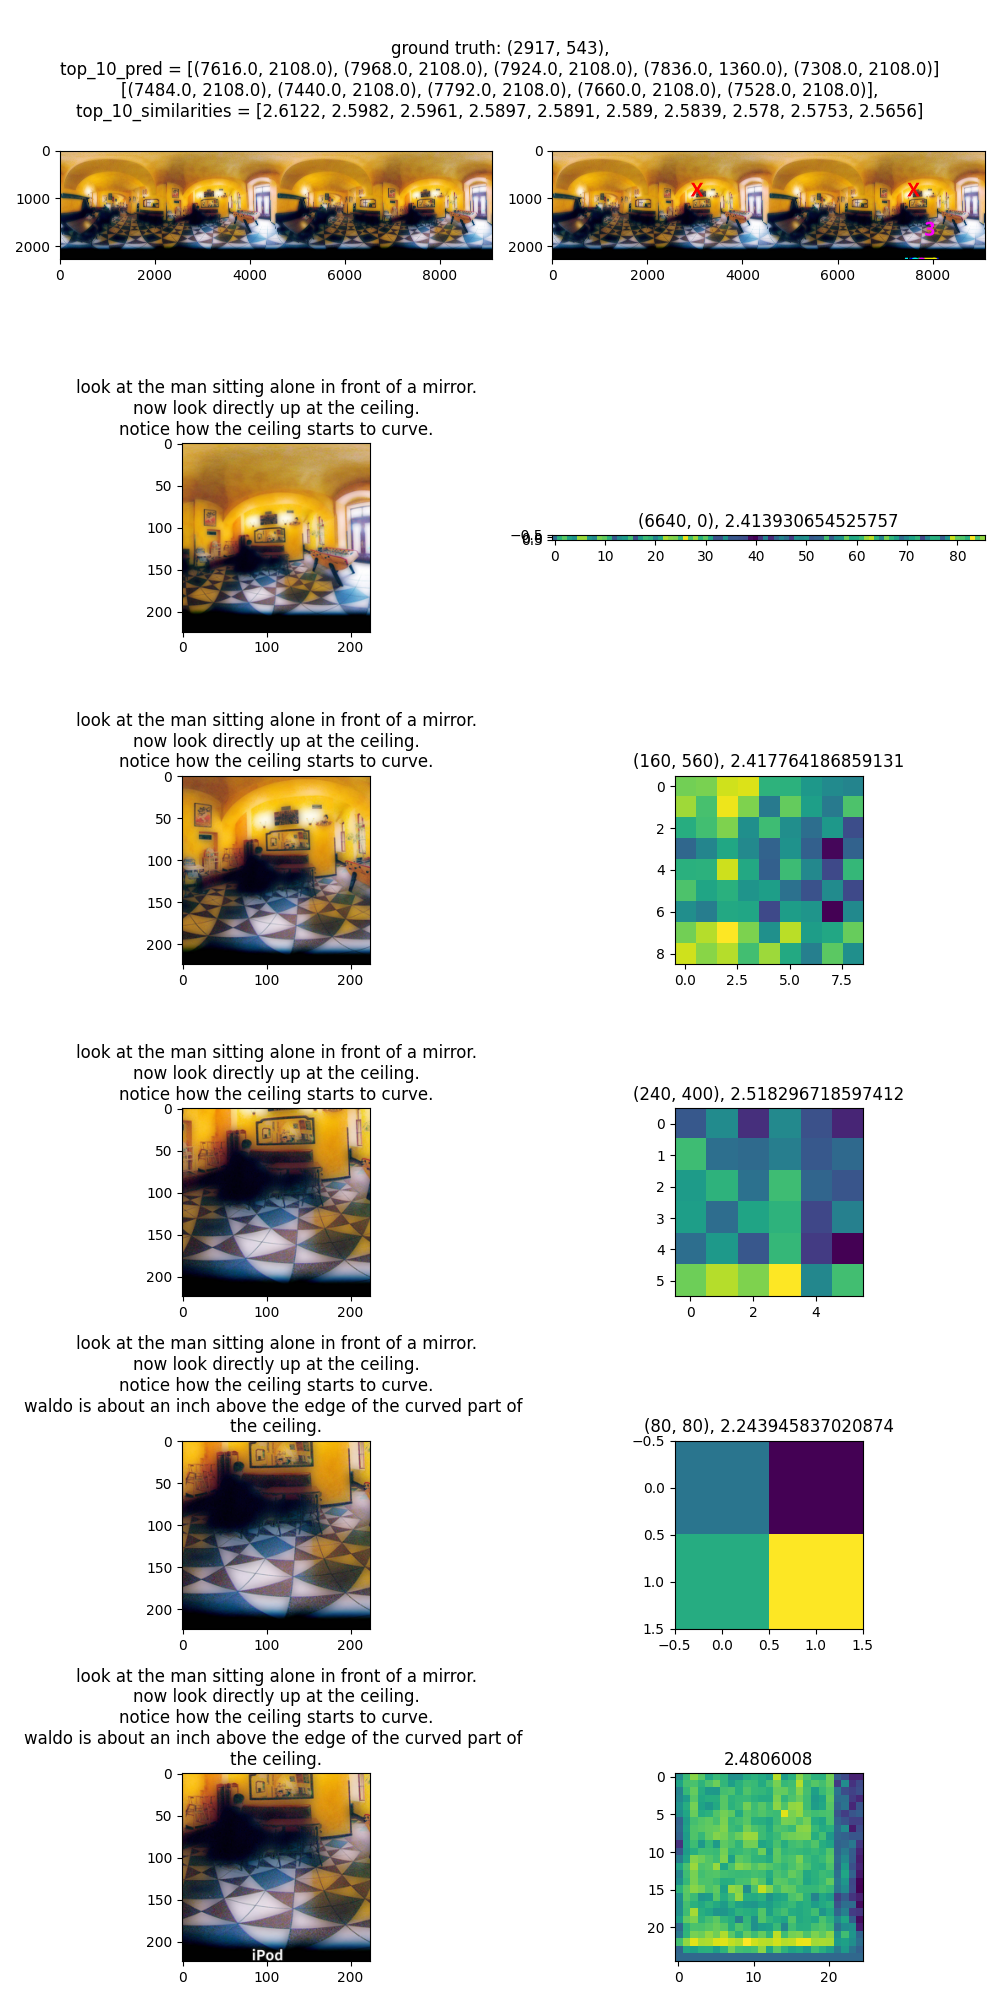 ground truth: (2917, 543),
top_10_pred = [(7616.0, 2108.0), (7968.0, 2108.0), (7924.0, 2108.0), (7836.0, 1360.0), (7308.0, 2108.0)]
[(7484.0, 2108.0), (7440.0, 2108.0), (7792.0, 2108.0), (7660.0, 2108.0), (7528.0, 2108.0)],
top_10_similarities = [2.6122, 2.5982, 2.5961, 2.5897, 2.5891, 2.589, 2.5839, 2.578, 2.5753, 2.5656]
0
1000
2000
0 2000 4000 6000 8000
0
1000
2000
X X
3
0 2000 4000 6000 8000
look at the man sitting alone in front of a mirror.
now look directly up at the ceiling.
notice how the ceiling starts to curve.
0
50
100
150
200
0 100 200
(6640, 0), 2.413930654525757
0 10 20 30 40 50 60 70 80
look at the man sitting alone in front of a mirror.
now look directly up at the ceiling.
notice how the ceiling starts to curve.
0
50
100
150
200
0 100 200
(160, 560), 2.417764186859131
0
2
4
6
8
0.0 2.5 5.0 7.5
look at the man sitting alone in front of a mirror.
now look directly up at the ceiling.
notice how the ceiling starts to curve.
0
50
100
150
200
0 100 200
(240, 400), 2.518296718597412
0
1
2
3
4
5
0 2 4
look at the man sitting alone in front of a mirror.
now look directly up at the ceiling.
notice how the ceiling starts to curve.
waldo is about an inch above the edge of the curved part of
the ceiling.
0
50
100
150
200
0 100 200
(80, 80), 2.243945837020874
−0.5
0.0
0.5
1.0
1.5
−0.5 0.0 0.5 1.0 1.5
look at the man sitting alone in front of a mirror.
now look directly up at the ceiling.
notice how the ceiling starts to curve.
waldo is about an inch above the edge of the curved part of
the ceiling.
0
50
100
150
200
iPod
0 100 200
2.4806008
0
5
10
15
20
0 10 20